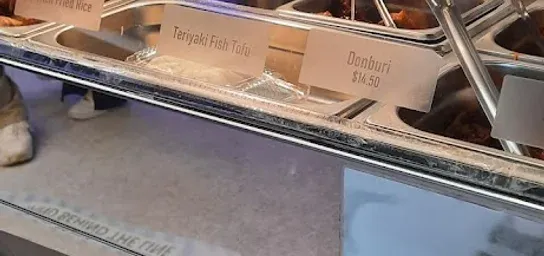 Fried Rice
Teriyaki Fish Tofu
Donburi
$14.50
BEHIND THE LINE